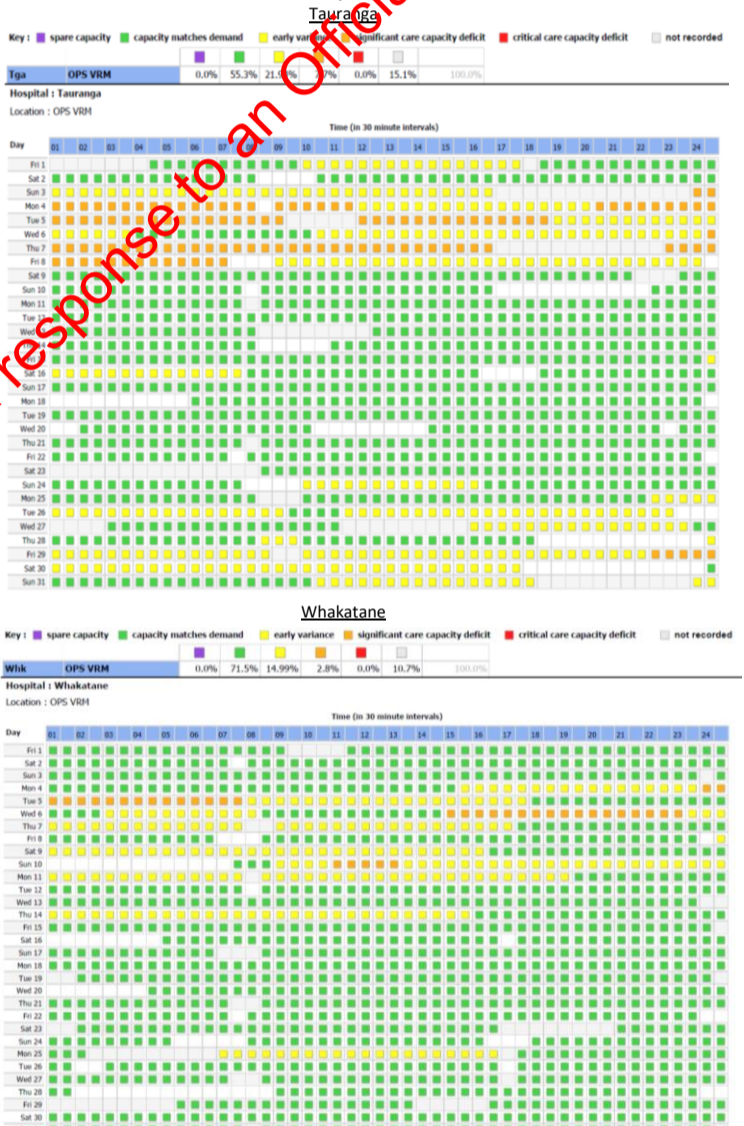 Tauranga
Key : spare capacity capacity matches demand early variance significant care capacity deficit critical care capacity deficit not recorded
0.0% 55.3% 0.0% 15.1% 100.0%
Tga OPS VRM
Hospital : Tauranga
Location : OPS VRM
response to an Offici
Time (in 30 minute intervals)
Day 01 02 03 04 05 06 07 08 09 10 11 12 13 14 15 16 17 18 19 20 21 22 23 24
Fri 1
Sat 2
Sun 3
Mon 4
Tue 5
Wed 6
Thu 7
Fri 8
Sat 9
Sun 10
Mon 11
Tue 12
Wed
Sat 16
Sun 17
Mon 18
Tue 19
Wed 20
Thu 21
Fri 22
Sat 23
Sun 24
Mon 25
Tue 26
Wed 27
Thu 28
Fri 29
Sat 30
Sun 31
Whakatane
Key : spare capacity capacity matches demand early variance significant care capacity deficit critical care capacity deficit not recorded
Whk OPS VRM 0.0% 71.5% 14.99% 2.8% 0.0% 10.7% 100.0%
Hospital : Whakatane
Location : OPS VRM
Time (in 30 minute intervals)
Day 01 02 03 04 05 06 07 08 09 10 11 12 13 14 15 16 17 18 19 20 21 22 23 24
Fri 1
Sat 2
Sun 3
Mon 4
Tue 5
Wed 6
Thu 7
Fri 8
Sat 9
Sun 10
Mon 11
Tue 12
Wed 13
Thu 14
Fri 15
Sat 16
Sun 17
Mon 18
Tue 19
Wed 20
Thu 21
Fri 22
Sat 23
Sun 24
Mon 25
Tue 26
Wed 27
Thu 28
Fri 29
Sat 30